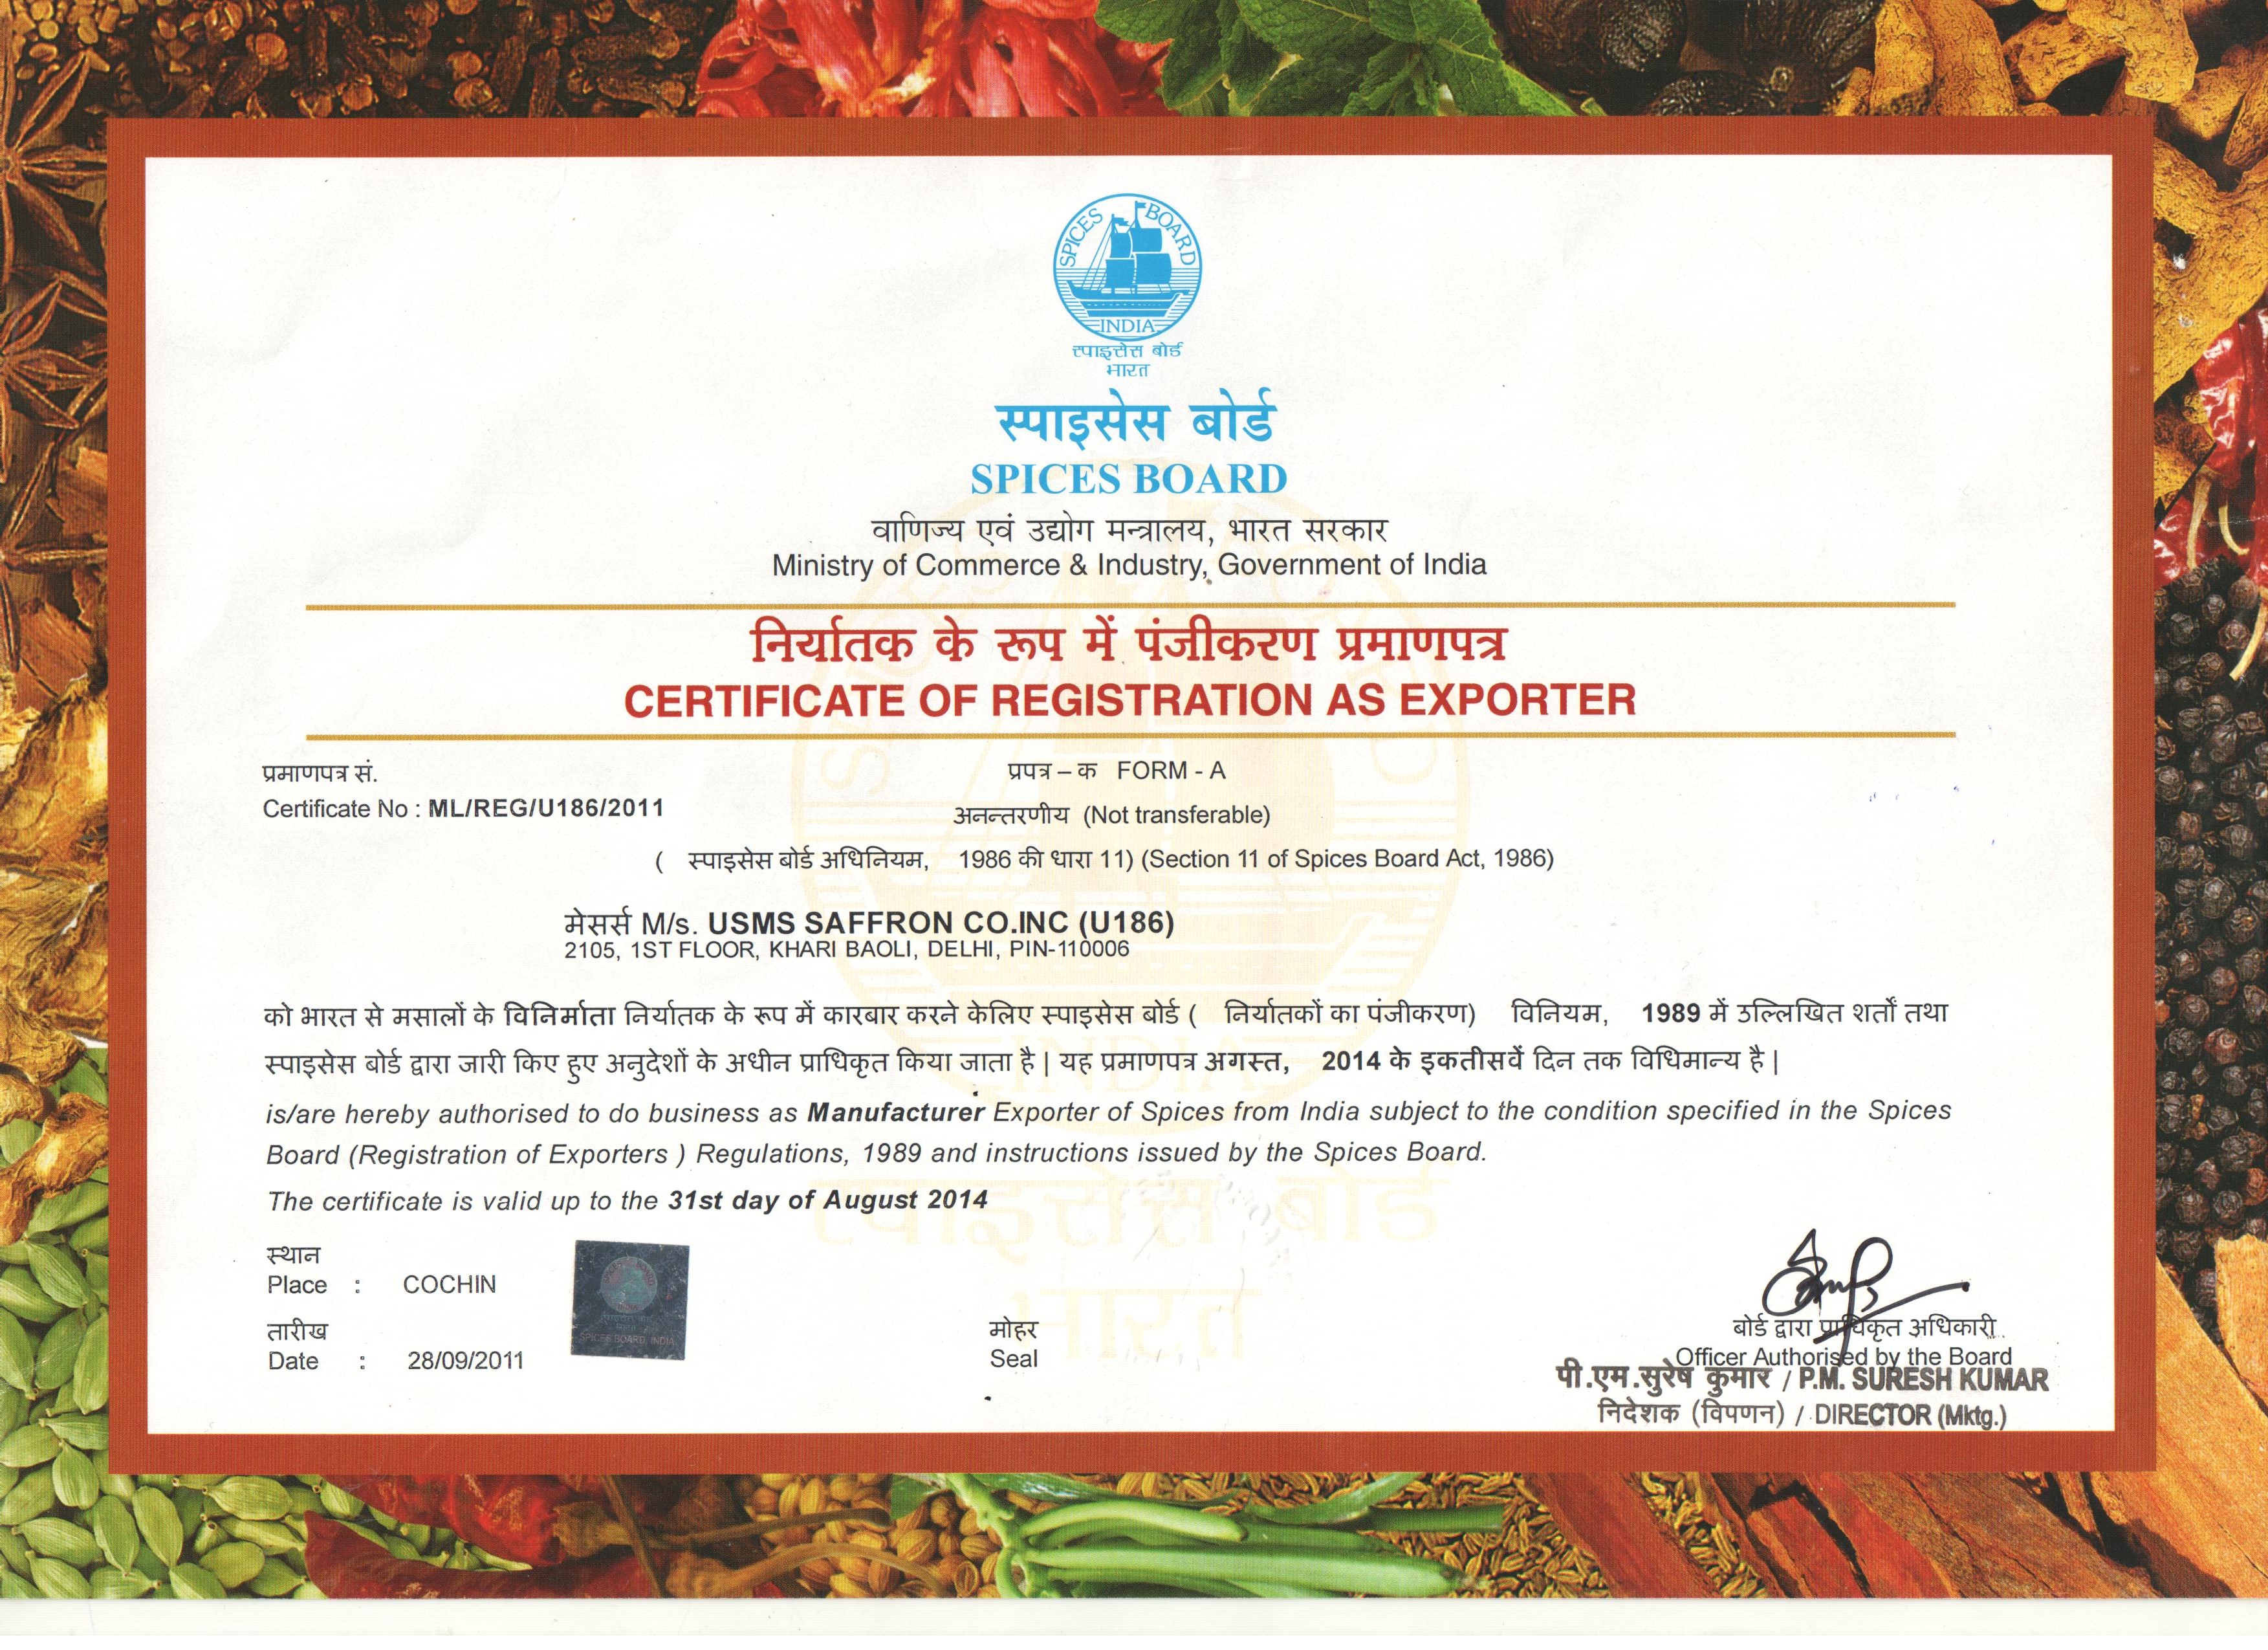 SPICES BOARD
INDIA
स्पाइसेस बोर्ड
भारत
स्पाइसेस बोर्ड
SPICES BOARD
वाणिज्य एवं उद्योग मन्त्रालय, भारत सरकार
Ministry of Commerce & Industry, Government of India
निर्यातक के रूप में पंजीकरण प्रमाणपत्र
CERTIFICATE OF REGISTRATION AS EXPORTER
प्रमाणपत्र सं.
प्रपत्र – क FORM - A
Certificate No : ML/REG/U186/2011
अनन्तरणीय (Not transferable)
( स्पाइसेस बोर्ड अधिनियम, 1986 की धारा 11) (Section 11 of Spices Board Act, 1986)
मेसर्स M/s. USMS SAFFRON CO.INC (U186)
2105, 1ST FLOOR, KHARI BAOLI, DELHI, PIN-110006
को भारत से मसालों के विनिर्माता निर्यातक के रूप में कारबार करने केलिए स्पाइसेस बोर्ड ( निर्यातकों का पंजीकरण) विनियम, 1989 में उल्लिखित शर्तों तथा
स्पाइसेस बोर्ड द्वारा जारी किए हुए अनुदेशों के अधीन प्राधिकृत किया जाता है | यह प्रमाणपत्र अगस्त, 2014 के इकतीसवें दिन तक विधिमान्य है |
is/are hereby authorised to do business as Manufacturer Exporter of Spices from India subject to the condition specified in the Spices
Board (Registration of Exporters ) Regulations, 1989 and instructions issued by the Spices Board.
The certificate is valid up to the 31st day of August 2014
स्थान
Place : COCHIN
तारीख
Date : 28/09/2011
SPICES BOARD, INDIA
मोहर
Seal
बोर्ड द्वारा प्राधिकृत अधिकारी
Officer Authorised by the Board
पी.एम.सुरेष कुमार / P.M. SURESH KUMAR
निदेशक (विपणन) / DIRECTOR (Mktg.)
SPICES BOARD
INDIA
स्पाइसेस बोर्ड
भारत